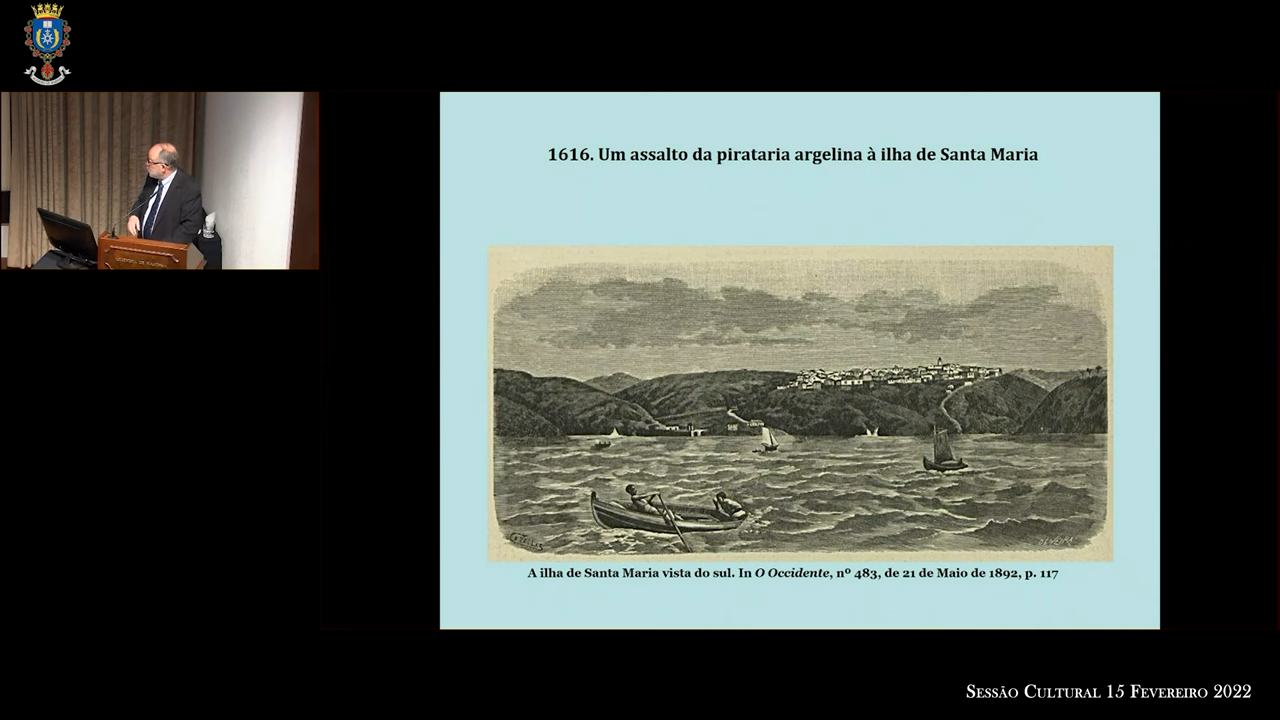 1616. Um assalto da pirataria argelina à ilha de Santa Maria
A ilha de Santa Maria vista do sul. In O Occidente, nº 483, de 21 de Maio de 1892, p. 117
Sessão Cultural 15 Fevereiro 2022